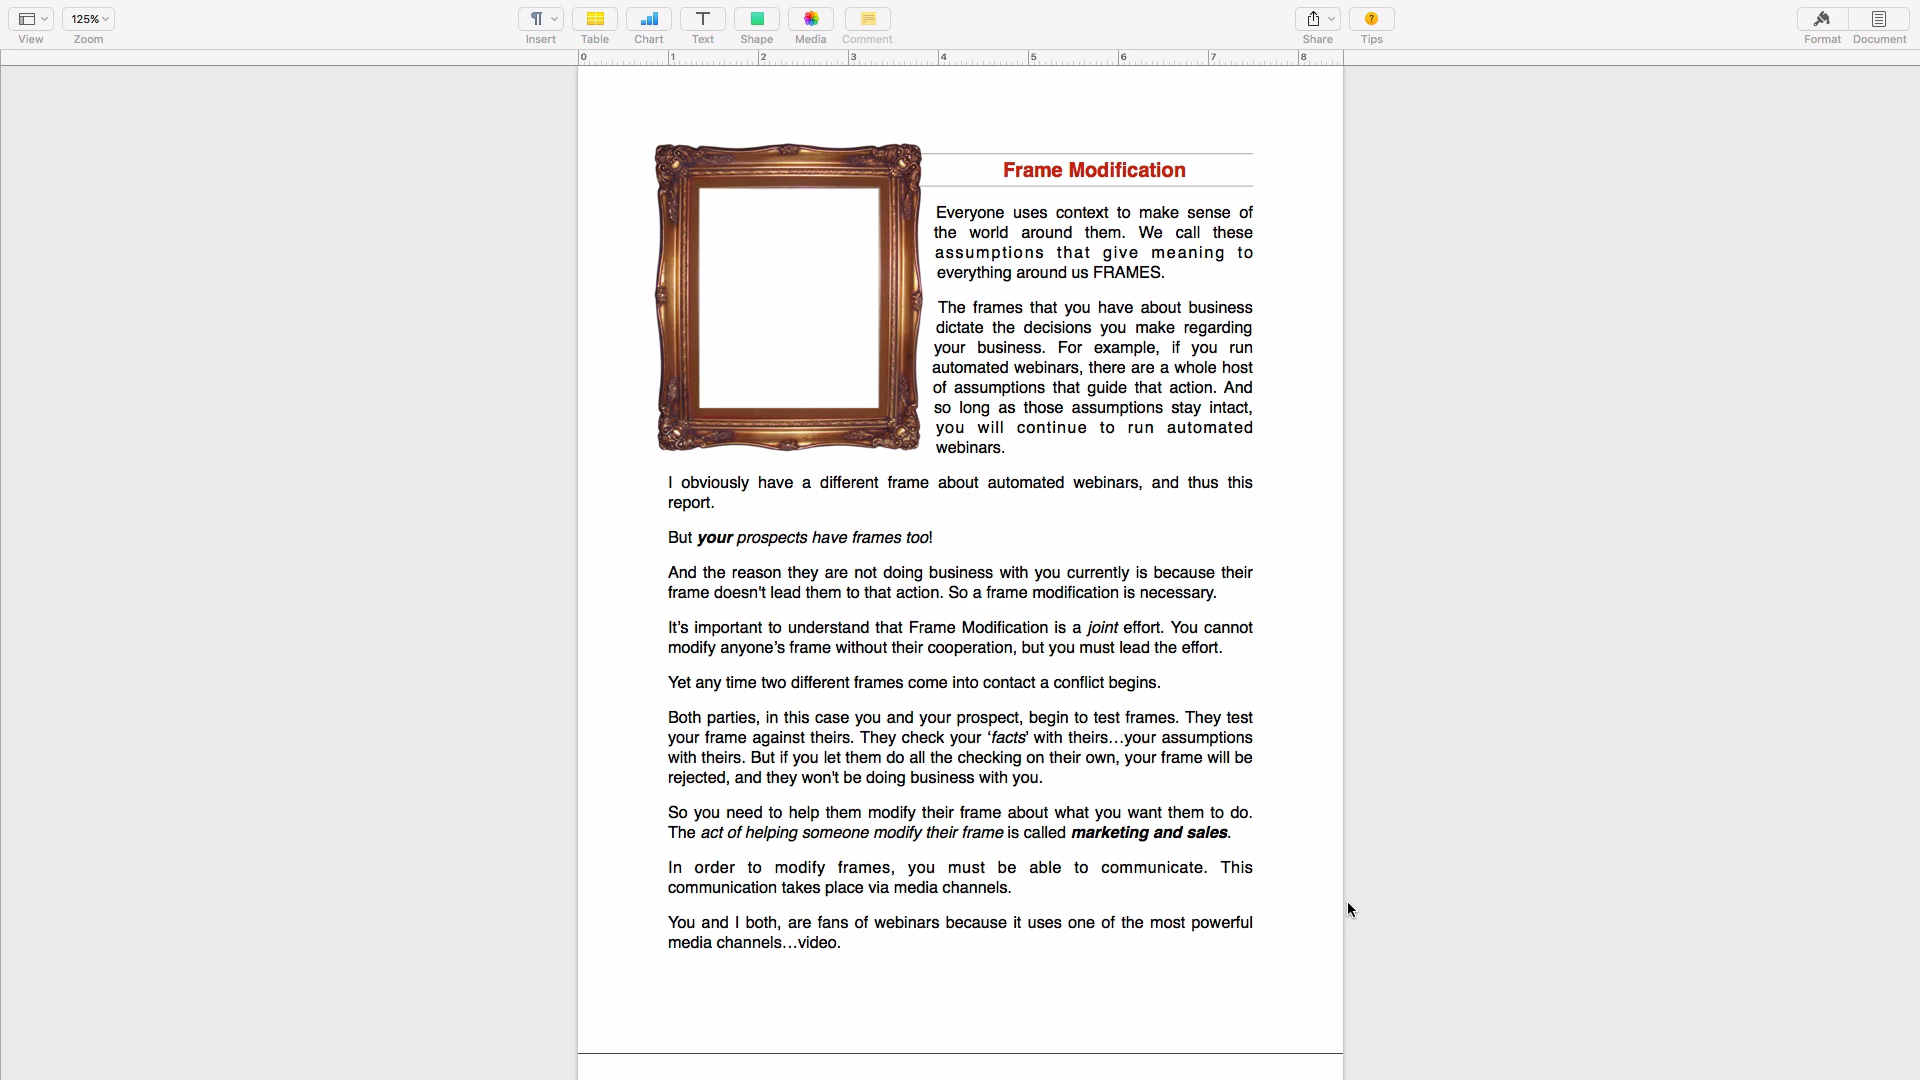 125%
View
Zoom
Insert
Table
Chart
Text
Shape
Media
Comment
Share
Tips
Format
Document
0 1 2 3 4 5 6 7 8
Frame Modification
Everyone uses context to make sense of
the world around them. We call these
assumptions that give meaning to
everything around us FRAMES.
The frames that you have about business
dictate the decisions you make regarding
your business. For example, if you run
automated webinars, there are a whole host
of assumptions that guide that action. And
so long as those assumptions stay intact,
you will continue to run automated
webinars.
I obviously have a different frame about automated webinars, and thus this
report.
But your prospects have frames too!
And the reason they are not doing business with you currently is because their
frame doesn't lead them to that action. So a frame modification is necessary.
It’s important to understand that Frame Modification is a joint effort. You cannot
modify anyone’s frame without their cooperation, but you must lead the effort.
Yet any time two different frames come into contact a conflict begins.
Both parties, in this case you and your prospect, begin to test frames. They test
your frame against theirs. They check your ‘facts’ with theirs…your assumptions
with theirs. But if you let them do all the checking on their own, your frame will be
rejected, and they won't be doing business with you.
So you need to help them modify their frame about what you want them to do.
The act of helping someone modify their frame is called marketing and sales.
In order to modify frames, you must be able to communicate. This
communication takes place via media channels.
You and I both, are fans of webinars because it uses one of the most powerful
media channels…video.